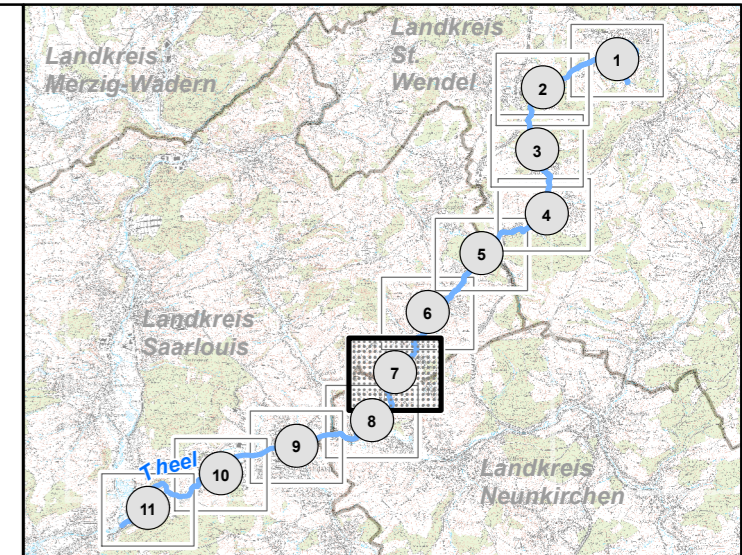 Landkreis
Merzig-Wadern
Landkreis
St.
Wendel
1
2
3
4
5
6
Landkreis
Saarlouis
7
8
9
Theel
10
11
Landkreis
Neunkirchen